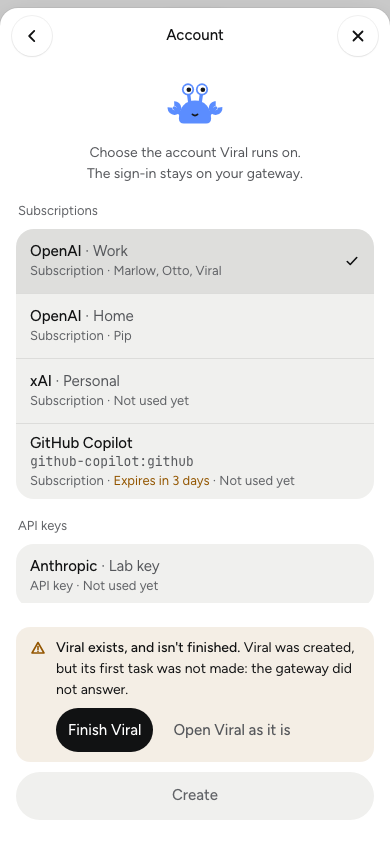 Account
Choose the account Viral runs on.
The sign-in stays on your gateway.
Subscriptions
OpenAI · Work
Subscription · Marlow, Otto, Viral
OpenAI · Home
Subscription · Pip
xAI · Personal
Subscription · Not used yet
GitHub Copilot
github-copilot:github
Subscription · Expires in 3 days · Not used yet
API keys
Anthropic · Lab key
API key · Not used yet
Viral exists, and isn't finished. Viral was created,
but its first task was not made: the gateway did
not answer.
Finish Viral
Open Viral as it is
Create